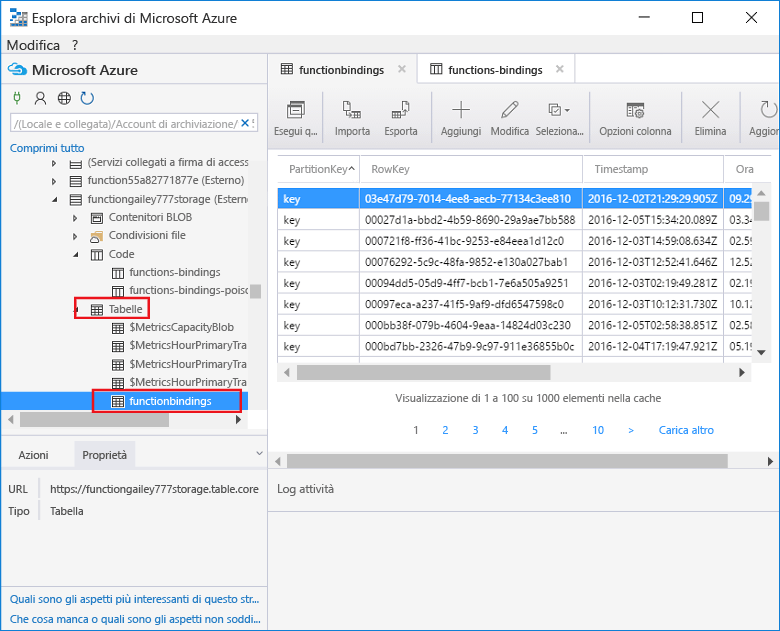 Esplora archivi di Microsoft Azure
Modifica ?
Microsoft Azure
/(Locale e collegata)/Account di archiviazione/
Comprimi tutto
(Servizi collegati a firma di access
function55a82771877e (Esterno)
functiongailey777storage (Estern
Contenitori BLOB
Condivisioni file
Code
functions-bindings
functions-bindings-poisc
Tabelle
$MetricsCapacityBlob
$MetricsHourPrimaryTra
$MetricsHourPrimaryTra
$MetricsHourPrimaryTra
functionbindings
Azioni Proprietà
URL https://functiongailey777storage.table.core
Tipo Tabella
Quali sono gli aspetti più interessanti di questo str...
Che cosa manca o quali sono gli aspetti non soddi...
functionbindings functions-bindings
Esegui q... Importa Esporta Aggiungi Modifica Seleziona... Opzioni colonna Elimina Aggior
PartitionKey RowKey Timestamp Ora
key 03e47d79-7014-4ee8-aecb-77134c3ee810 2016-12-02T21:29:29.905Z 09.29
key 00027d1a-bbd2-4b59-8690-29a9ae7bb588 2016-12-05T15:34:20.089Z 03.34
key 000721f8-ff36-41bc-9253-e84eea1d12c0 2016-12-03T14:59:08.634Z 02.59
key 00076292-5c9c-48fa-9852-e130a027bab1 2016-12-03T12:52:41.646Z 12.52
key 00094dd5-05d9-4ff7-bcb1-7e6a505a9251 2016-12-03T02:19:49.281Z 02.19
key 00097eca-a237-41f5-9af9-dfd6547598c0 2016-12-03T10:12:31.730Z 10.12
key 000bb38f-079b-4604-9eaa-14824d03c230 2016-12-05T02:58:38.851Z 02.58
key 000bd7bb-2326-47b9-9c97-911e36855b0c 2016-12-04T17:19:47.921Z 05.19
Visualizzazione di 1 a 100 su 1000 elementi nella cache
1 2 3 4 5 ... 10 > Carica altro
Log attività